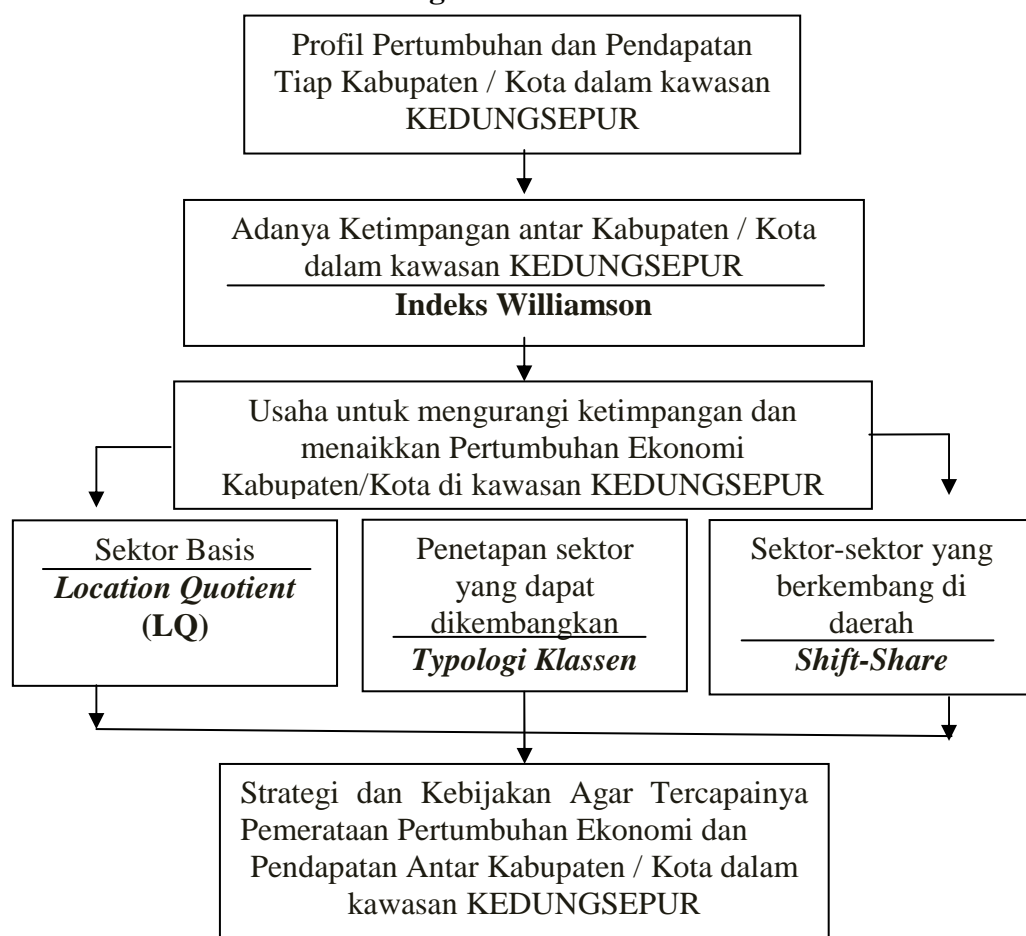 Profil Pertumbuhan dan Pendapatan
Tiap Kabupaten / Kota dalam kawasan
KEDUNGSEPUR
Adanya Ketimpangan antar Kabupaten / Kota
dalam kawasan KEDUNGSEPUR
Indeks Williamson
Usaha untuk mengurangi ketimpangan dan
menaikkan Pertumbuhan Ekonomi
Kabupaten/Kota di kawasan KEDUNGSEPUR
Sektor Basis
Location Quotient
(LQ)
Penetapan sektor
yang dapat
dikembangkan
Typologi Klassen
Sektor-sektor yang
berkembang di
daerah
Shift-Share
Strategi dan Kebijakan Agar Tercapainya
Pemerataan Pertumbuhan Ekonomi dan
Pendapatan Antar Kabupaten / Kota dalam
kawasan KEDUNGSEPUR